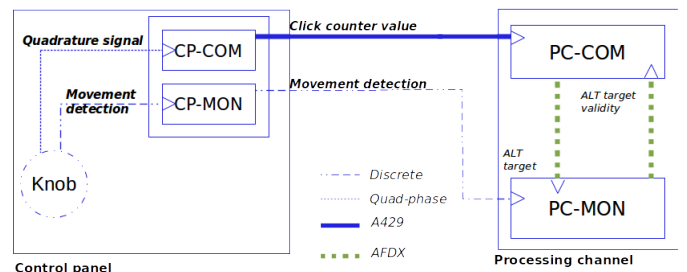 Click counter value
Quadrature signal
CP-COM
PC-COM
Movement
detection
CP-MON
Movement detection
ALT target
validity
ALT
target
Knob
Discrete
Quad-phase
PC-MON
A429
AFDX
Control panel
Processing channel